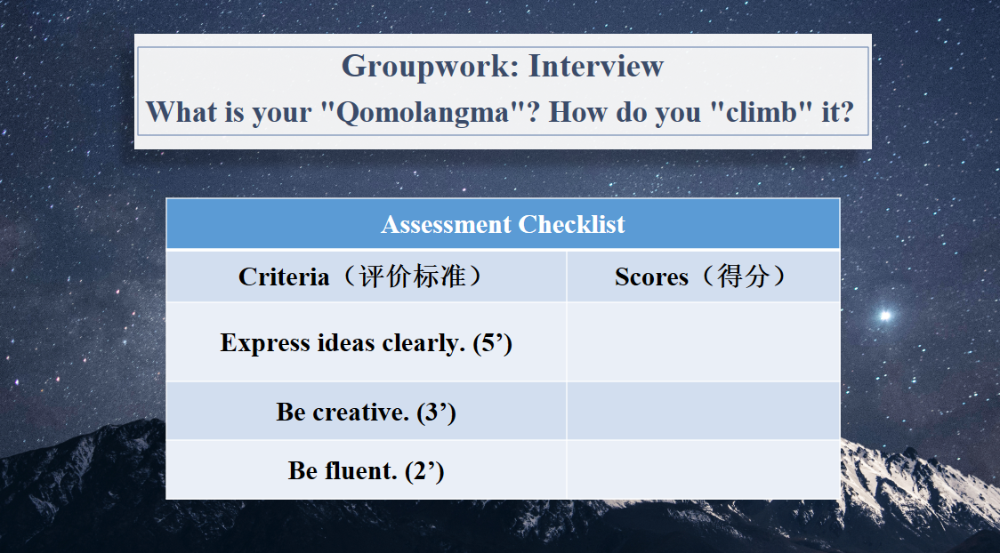 Groupwork: Interview
What is your "Qomolangma"? How do you "climb" it?
Assessment Checklist
Criteria（评价标准）
Scores（得分）
Express ideas clearly. (5’)
Be creative. (3’)
Be fluent. (2’)